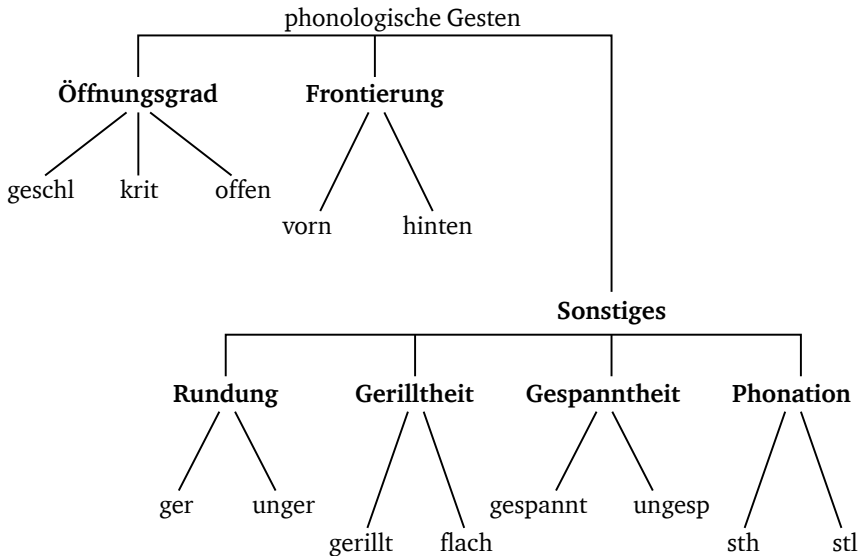 phonologische Gesten
Öffnungsgrad Frontierung
geschl krit offen
vorn hinten
Sonstiges
Rundung Gerilltheit Gespanntheit Phonation
ger unger gespannt ungesp
gerillt flach sth stl